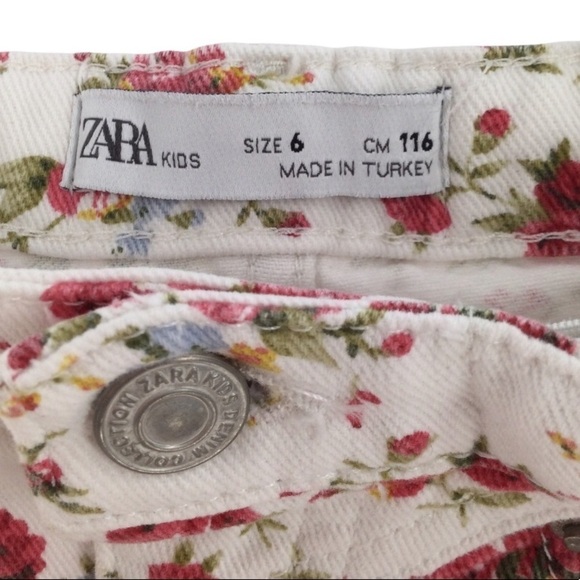 ZARA KIDS SIZE 6 CM 116
MADE IN TURKEY
ZARA KIDS DENIM COLLECTION